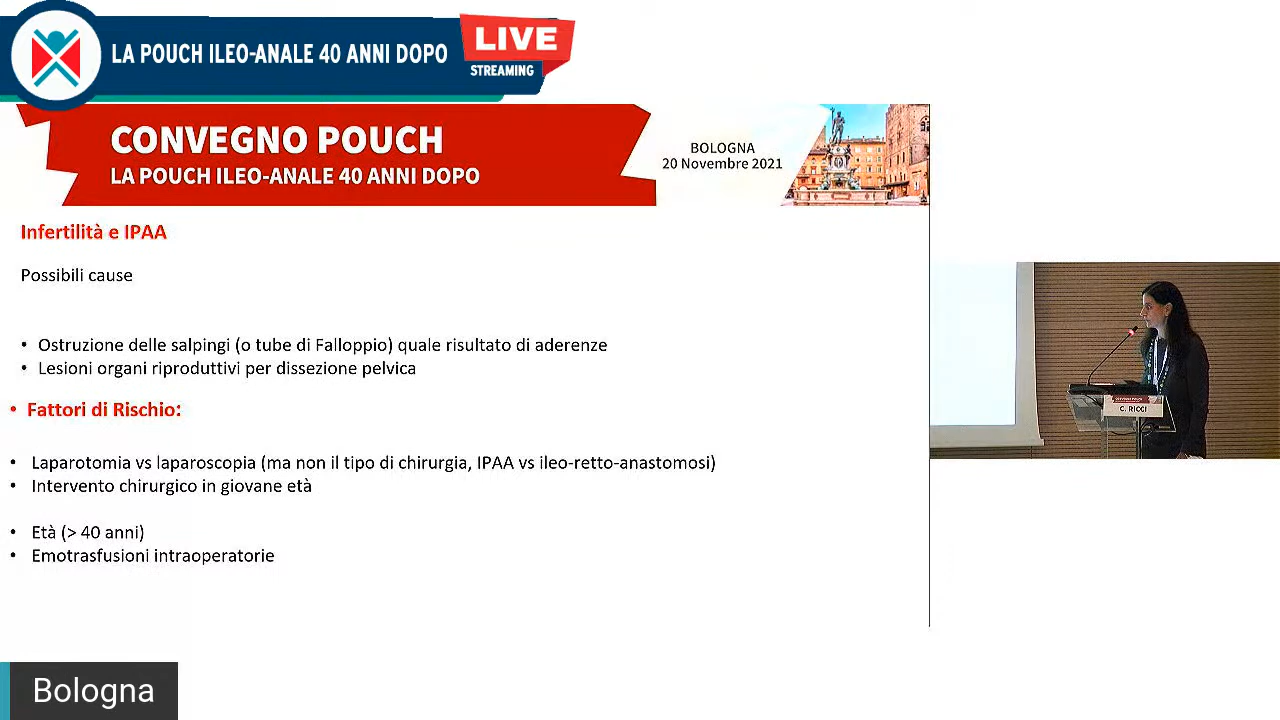 LA POUCH ILEO-ANALE 40 ANNI DOPO
LIVE
STREAMING
CONVEGNO POUCH
LA POUCH ILEO-ANALE 40 ANNI DOPO
BOLOGNA
20 Novembre 2021
Infertilità e IPAA
Possibili cause
• Ostruzione delle salpingi (o tube di Falloppio) quale risultato di aderenze
• Lesioni organi riproduttivi per dissezione pelvica
• Fattori di Rischio:
• Laparotomia vs laparoscopia (ma non il tipo di chirurgia, IPAA vs ileo-retto-anastomosi)
• Intervento chirurgico in giovane età
• Età (> 40 anni)
• Emotrasfusioni intraoperatorie
CONVEGNO POUCH
C. RICCI
Bologna